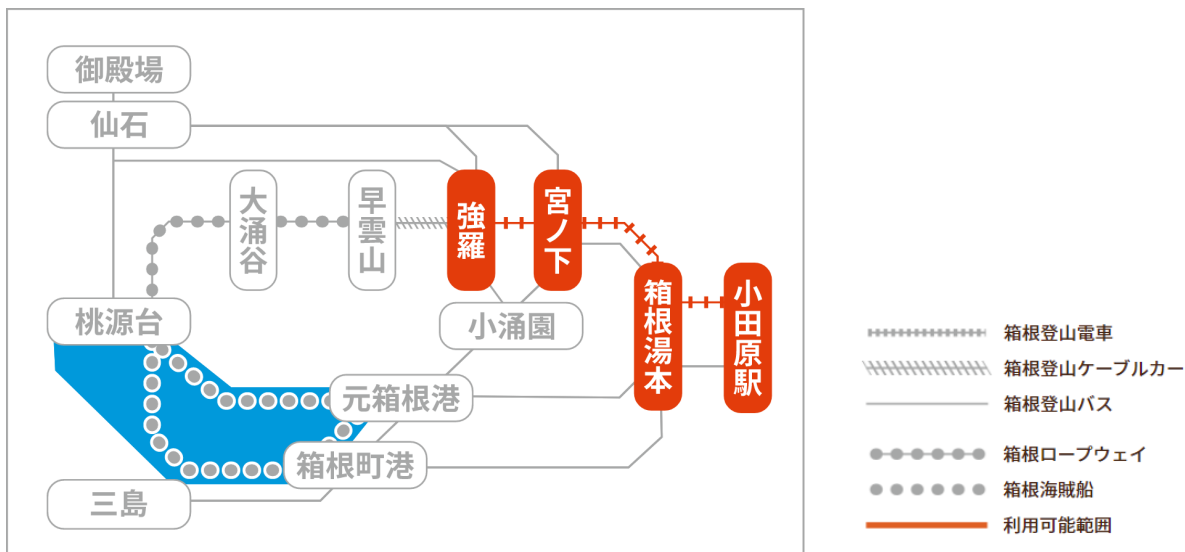 御殿場
仙石
大涌谷
早雲山
強羅
宮ノ下
箱根湯本
小田原駅
桃源台
小涌園
元箱根港
箱根町港
三島
箱根登山電車
箱根登山ケーブルカー
箱根登山バス
箱根ロープウェイ
箱根海賊船
利用可能範囲